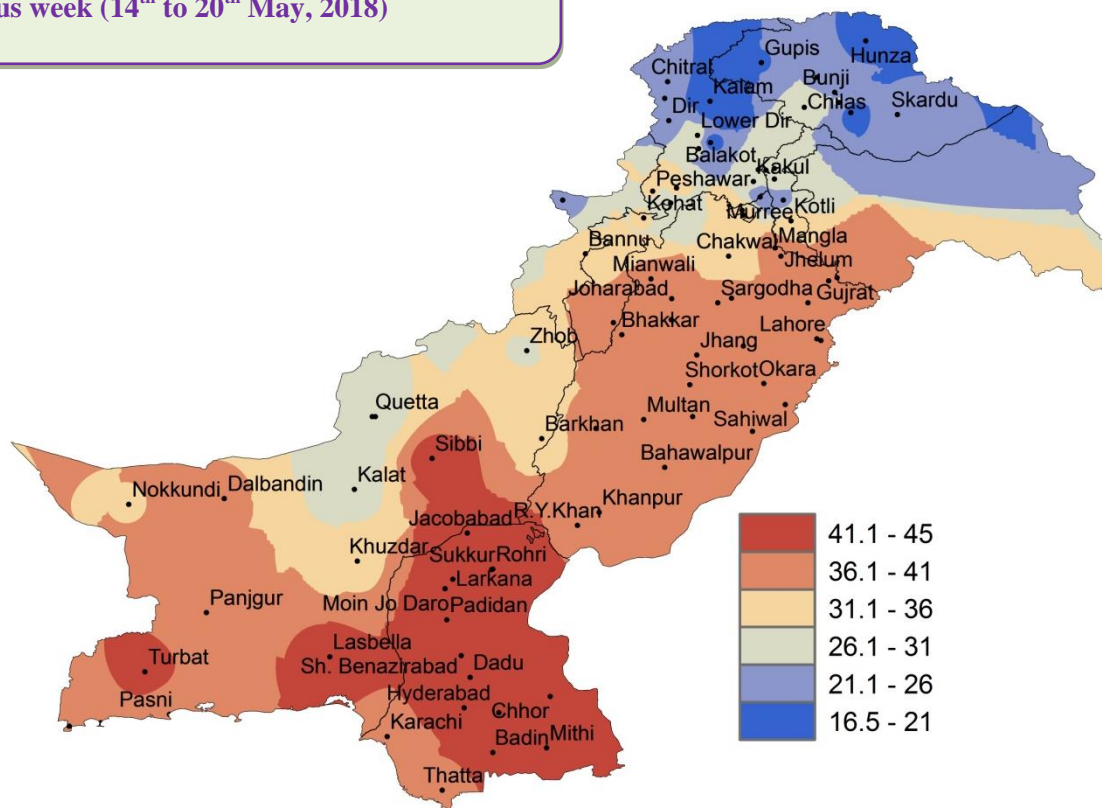 us week (14th to 20th May, 2018)
Gupis
Hunza
Chitral
Bunji
Kalam
Chilas
Skardu
Dir
Lower Dir
Balakot
Kakul
Peshawar
Kohat
Murree
Kotli
Bannu
Chakwal
Mangla
Mianwali
Jhelum
Joharabad
Sargodha
Gujrat
Bhakkar
Lahore
Zhob
Jhang
Shorkot
Okara
Quetta
Multan
Barkhan
Sahiwal
Sibbi
Bahawalpur
Kalat
Nokkundi
Dalbandin
R.Y.Khan
Khanpur
Jacobabad
Khuzdar
Sukkur
Rohri
Larkana
Panjgur
Moin Jo Daro
Padidan
Lasbella
Turbat
Sh. Benazirabad
Dadu
Pasni
Hyderabad
Chhor
Karachi
Badin
Mithi
Thatta
41.1 - 45
36.1 - 41
31.1 - 36
26.1 - 31
21.1 - 26
16.5 - 21